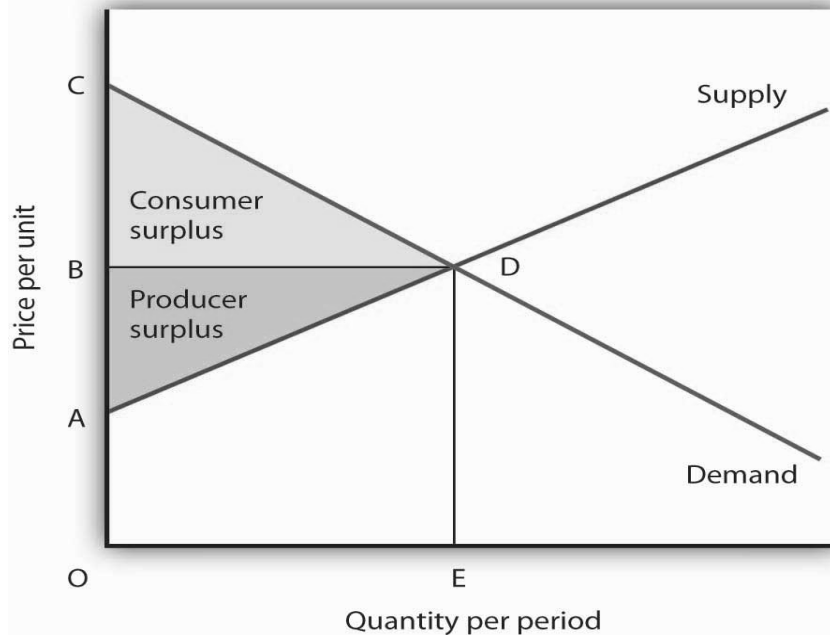 C
Supply
Consumer
surplus
Price per unit
B
D
Producer
surplus
A
Demand
O
E
Quantity per period